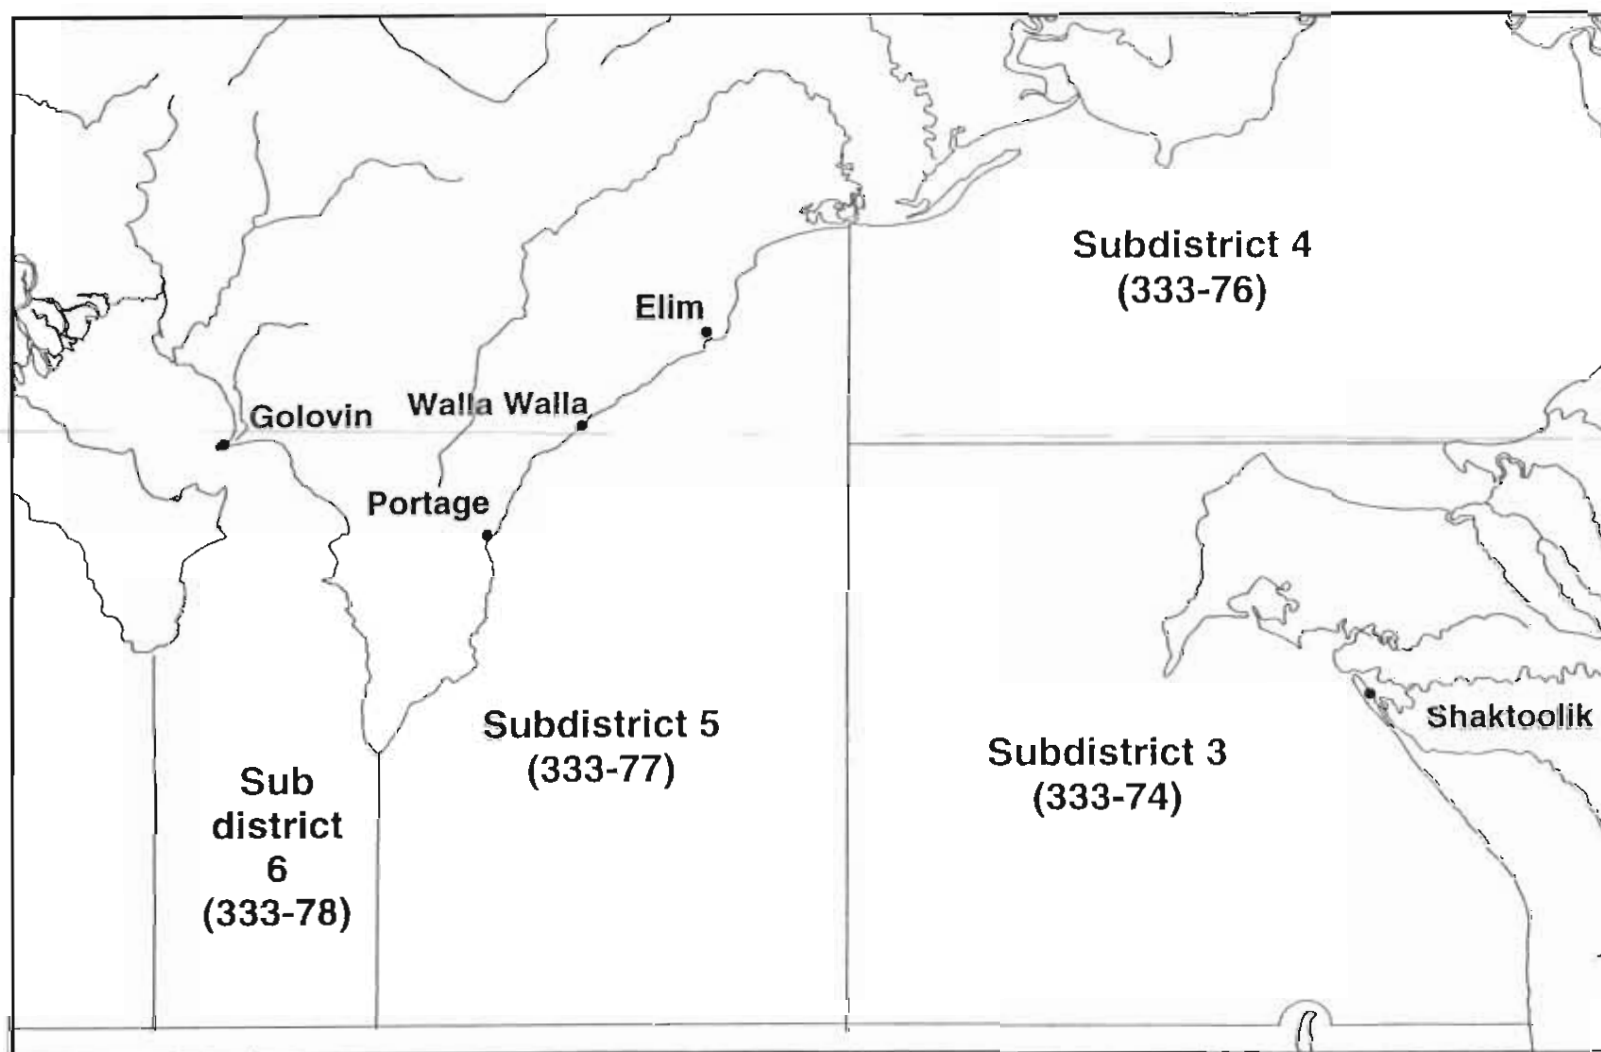 Subdistrict 4
(333-76)
Elim
Walla Walla
Golovin
Portage
Shaktoolik
Subdistrict 5
(333-77)
Subdistrict 3
(333-74)
Sub
district
6
(333-78)